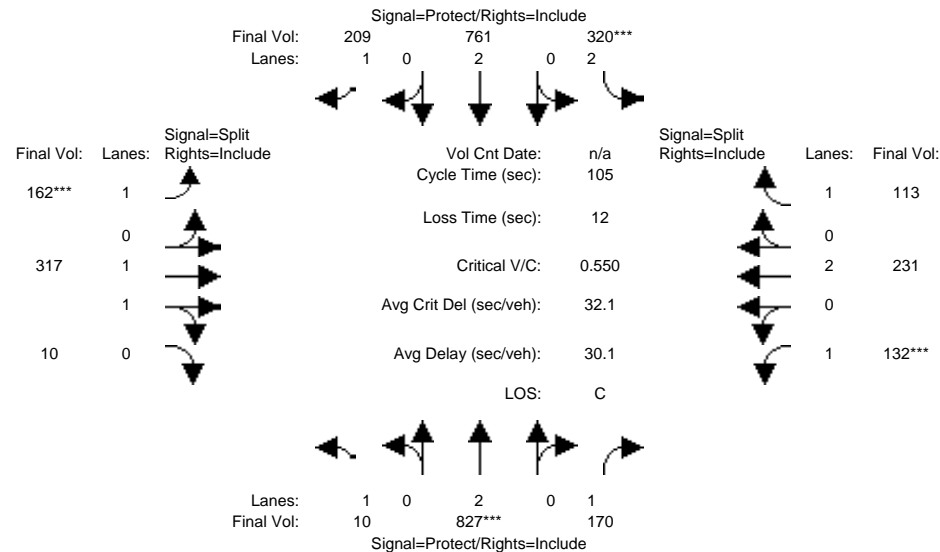 Signal=Protect/Rights=Include
Final Vol: 209 761 320***
Lanes: 1 0 2 0 2
Signal=Split
Final Vol: Lanes: Rights=Include
Vol Cnt Date: n/a
Signal=Split
Rights=Include Lanes: Final Vol:
Cycle Time (sec): 105
162*** 1
1 113
Loss Time (sec): 12
0
0
317 1
Critical V/C: 0.550
2 231
1
Avg Crit Del (sec/veh): 32.1
0
10 0
Avg Delay (sec/veh): 30.1
1 132***
LOS: C
Lanes: 1 0 2 0 1
Final Vol: 10 827*** 170
Signal=Protect/Rights=Include